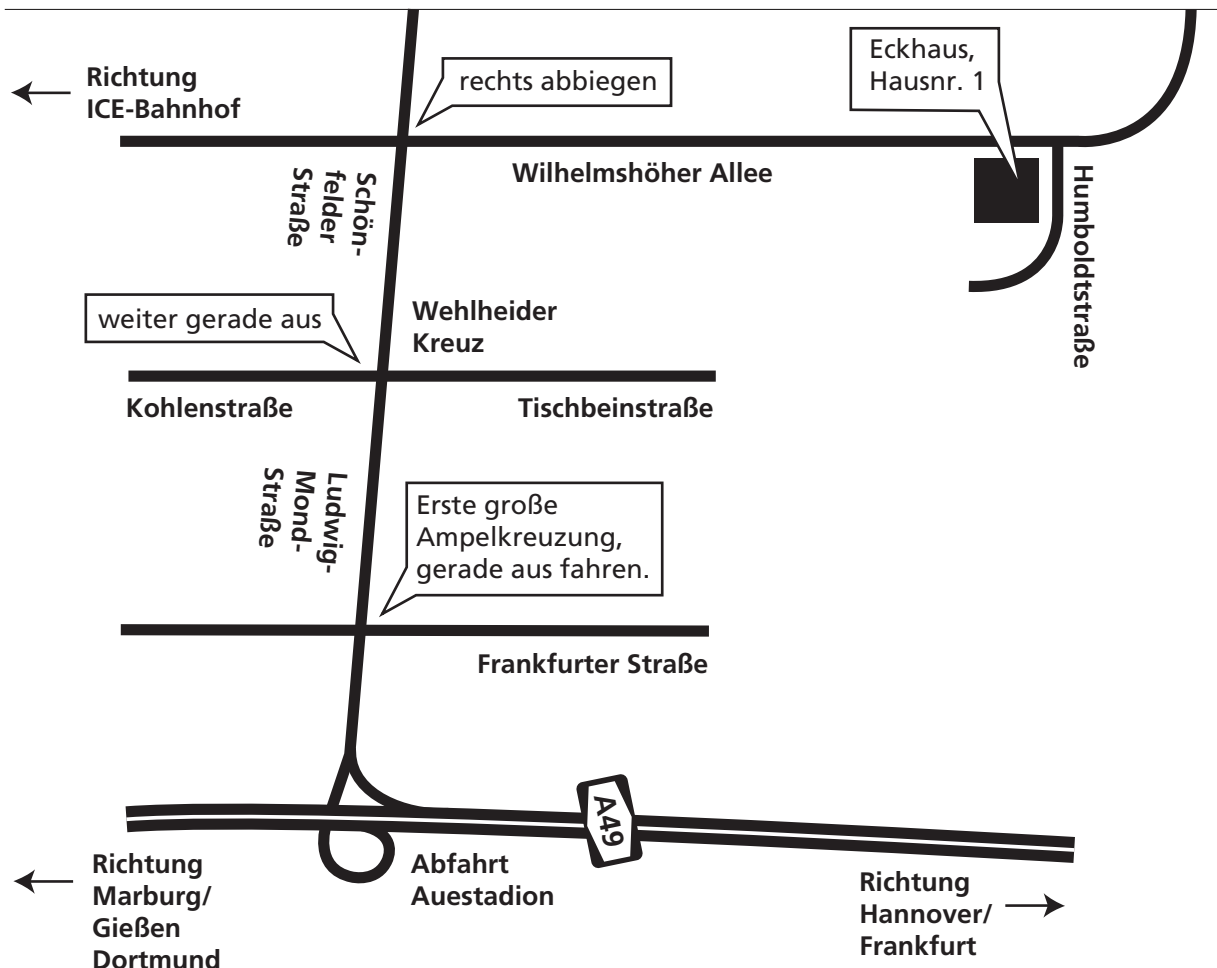 Richtung
ICE-Bahnhof
rechts abbiegen
Eckhaus,
Hausnr. 1
Wilhelmshöher Allee
Schön-
felder
Straße
Humboldtstraße
weiter gerade aus
Wehlheider
Kreuz
Kohlenstraße
Tischbeinstraße
Ludwig-
Mond-
Straße
Erste große
Ampelkreuzung,
gerade aus fahren.
Frankfurter Straße
A49
Abfahrt
Auestadion
Richtung
Marburg/
Gießen
Dortmund
Richtung
Hannover/
Frankfurt